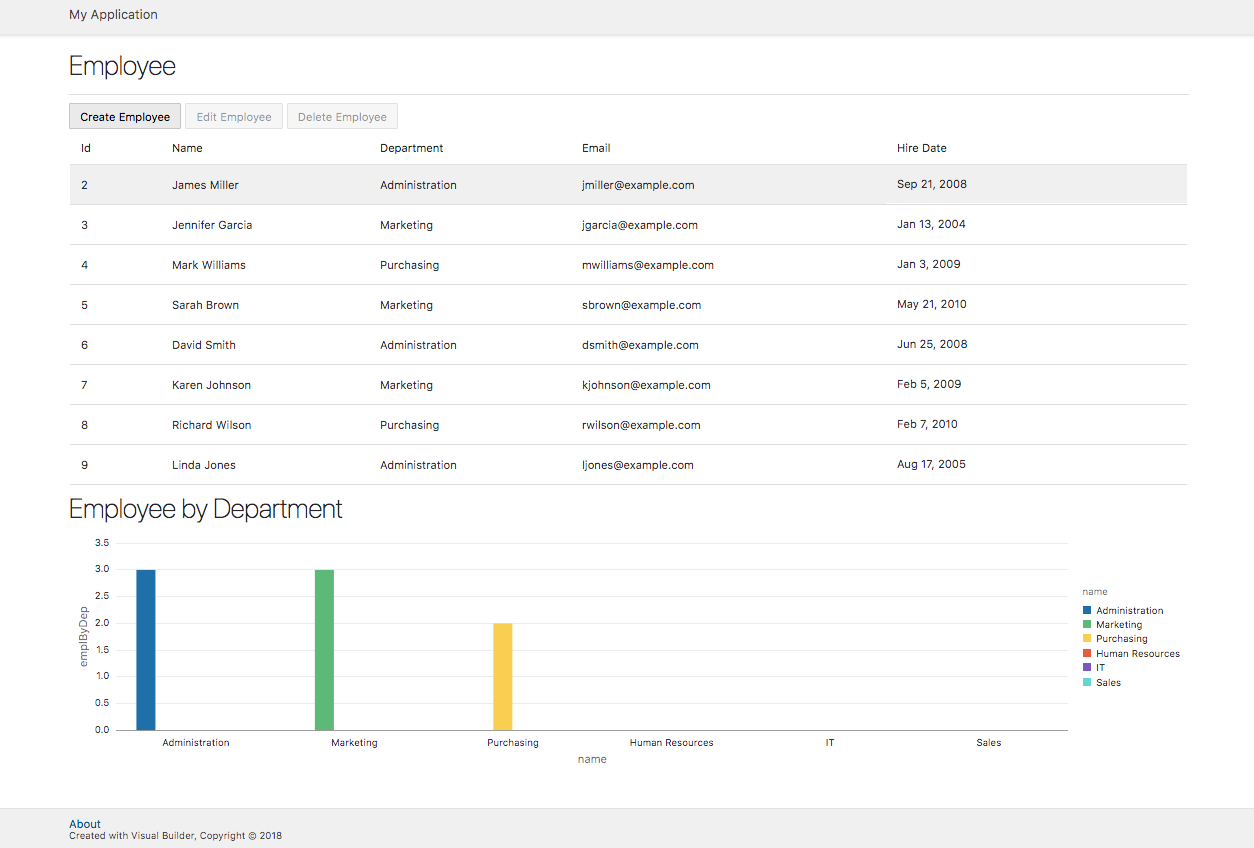 My Application
Employee
Create Employee Edit Employee Delete Employee
Id Name Department Email Hire Date
2 James Miller Administration jmiller@example.com Sep 21, 2008
3 Jennifer Garcia Marketing jgarcia@example.com Jan 13, 2004
4 Mark Williams Purchasing mwilliams@example.com Jan 3, 2009
5 Sarah Brown Marketing sbrown@example.com May 21, 2010
6 David Smith Administration dsmith@example.com Jun 25, 2008
7 Karen Johnson Marketing kjohnson@example.com Feb 5, 2009
8 Richard Wilson Purchasing rwilson@example.com Feb 7, 2010
9 Linda Jones Administration ljones@example.com Aug 17, 2005
Employee by Department
3.5
3.0
2.5
2.0
1.5
1.0
0.5
0.0
emplByDep
Administration Marketing Purchasing Human Resources IT Sales
name
name
Administration
Marketing
Purchasing
Human Resources
IT
Sales
About
Created with Visual Builder, Copyright © 2018